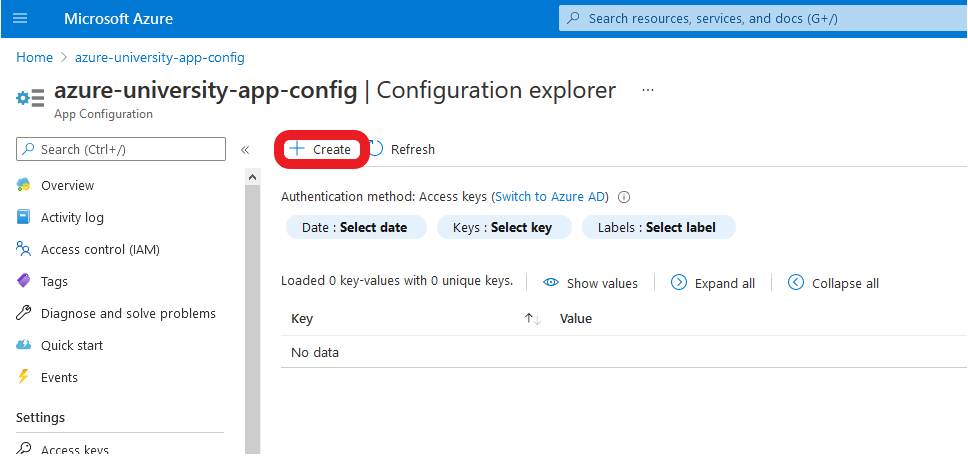 Microsoft Azure
Search resources, services, and docs (G+/)
Home > azure-university-app-config
azure-university-app-config | Configuration explorer ...
App Configuration
Search (Ctrl+/) «
+ Create Refresh
Overview
Activity log
Access control (IAM)
Tags
Diagnose and solve problems
Quick start
Events
Settings
Access keys
Authentication method: Access keys (Switch to Azure AD)
Date : Select date Keys : Select key Labels : Select label
Loaded 0 key-values with 0 unique keys. Show values Expand all Collapse all
Key ↑↓ Value
No data